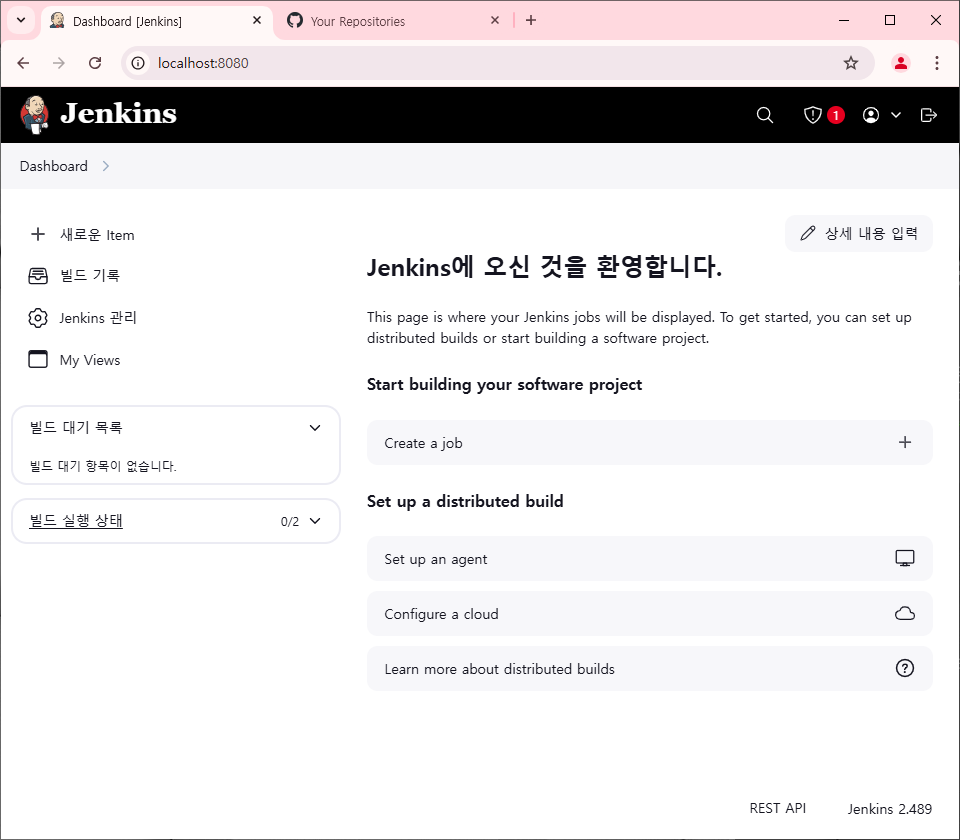 Dashboard [Jenkins]
Your Repositories
localhost:8080
Jenkins
1
Dashboard
새로운 Item
빌드 기록
Jenkins 관리
My Views
빌드 대기 목록
빌드 대기 항목이 없습니다.
빌드 실행 상태
0/2
상세 내용 입력
Jenkins에 오신 것을 환영합니다.
This page is where your Jenkins jobs will be displayed. To get started, you can set up
distributed builds or start building a software project.
Start building your software project
Create a job
Set up a distributed build
Set up an agent
Configure a cloud
Learn more about distributed builds
REST API
Jenkins 2.489